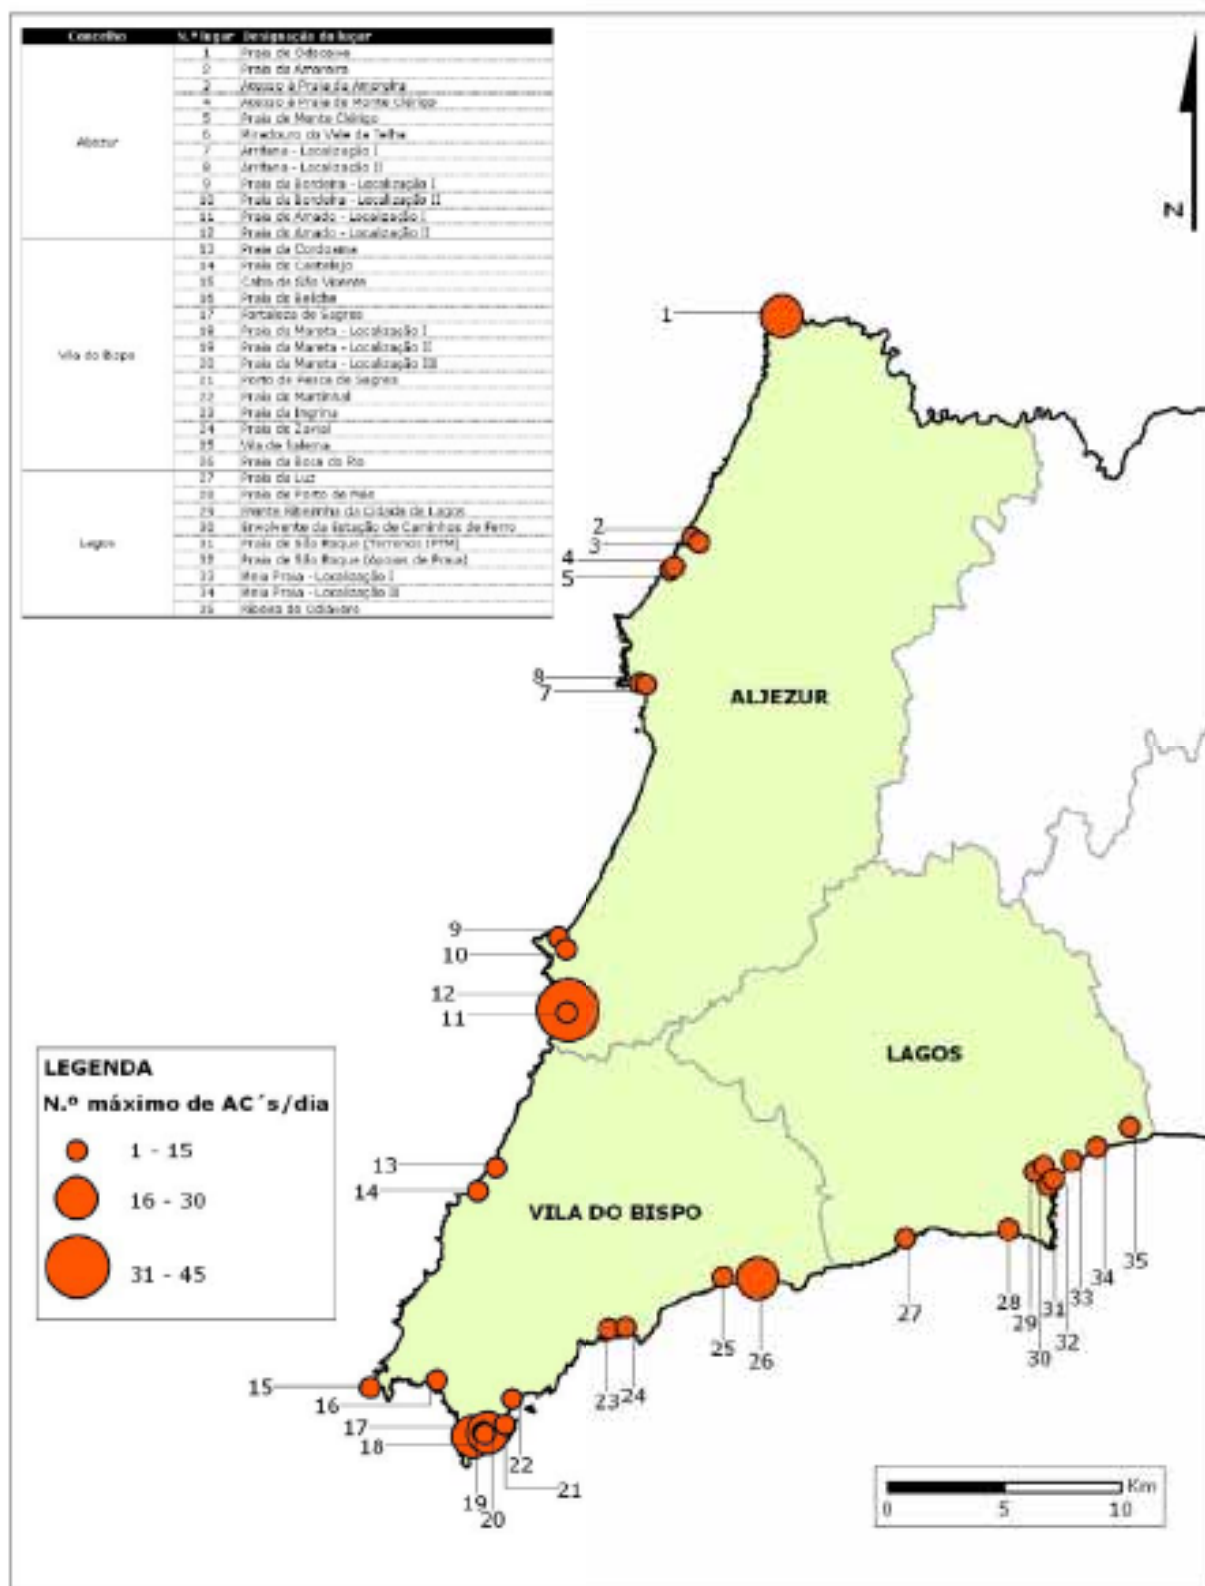 Concelho N.º lugar Designação do lugar
1 Praia de Odeceixe
2 Praia da Amoreira
3 Acesso à Praia da Amoreira
4 Acesso à Praia de Monte Clérigo
5 Praia de Monte Clérigo
6 Miradouro do Vale da Telha
Aljezur
7 Arrifana - Localização I
8 Arrifana - Localização II
9 Praia da Bordeira - Localização I
10 Praia da Bordeira - Localização II
11 Praia do Amado - Localização I
12 Praia do Amado - Localização II
13 Praia da Cordoama
14 Praia do Castelejo
15 Cabo de São Vicente
16 Praia do Beliche
17 Fortaleza de Sagres
18 Praia da Mareta - Localização I
19 Praia da Mareta - Localização II
Vila do Bispo
20 Praia da Mareta - Localização III
21 Porto de Pesca de Sagres
22 Praia do Martinhal
23 Praia da Ingrina
24 Praia do Zavial
25 Vila de Salema
26 Praia da Boca do Rio
27 Praia da Luz
28 Praia de Porto de Mós
29 Frente Ribeirinha da Cidade de Lagos
30 Envolvente da Estação de Caminhos de Ferro
Lagos
31 Praia de São Roque (Terrenos IPTM)
32 Praia de São Roque (Apoios de Praia)
33 Meia Praia - Localização I
34 Meia Praia - Localização II
35 Ribeira de Odiáxere
N
1
2
3
4
5
8
7
ALJEZUR
9
10
12
11
LAGOS
LEGENDA
N.º máximo de AC´s/dia
1 - 15
16 - 30
31 - 45
13
14
VILA DO BISPO
35
34
33
32
31
28
29
30
27
25
26
23
24
15
16
17
18
22
21
19
20
Km
0 5 10